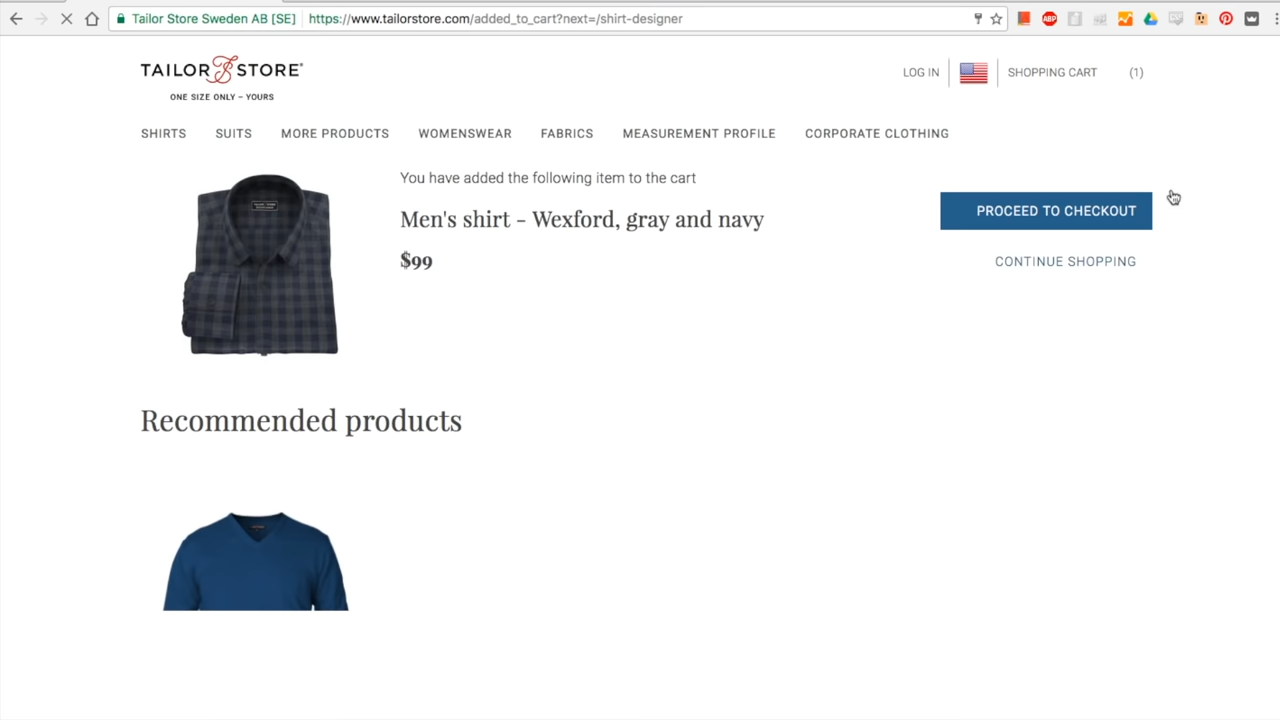 Tailor Store Sweden AB [SE] https://www.tailorstore.com/added_to_cart?next=/shirt-designer
ABP
TAILOR STORE®
ONE SIZE ONLY – YOURS
LOG IN SHOPPING CART (1)
SHIRTS SUITS MORE PRODUCTS WOMENSWEAR FABRICS MEASUREMENT PROFILE CORPORATE CLOTHING
You have added the following item to the cart
Men's shirt - Wexford, gray and navy
$99
PROCEED TO CHECKOUT
CONTINUE SHOPPING
Recommended products